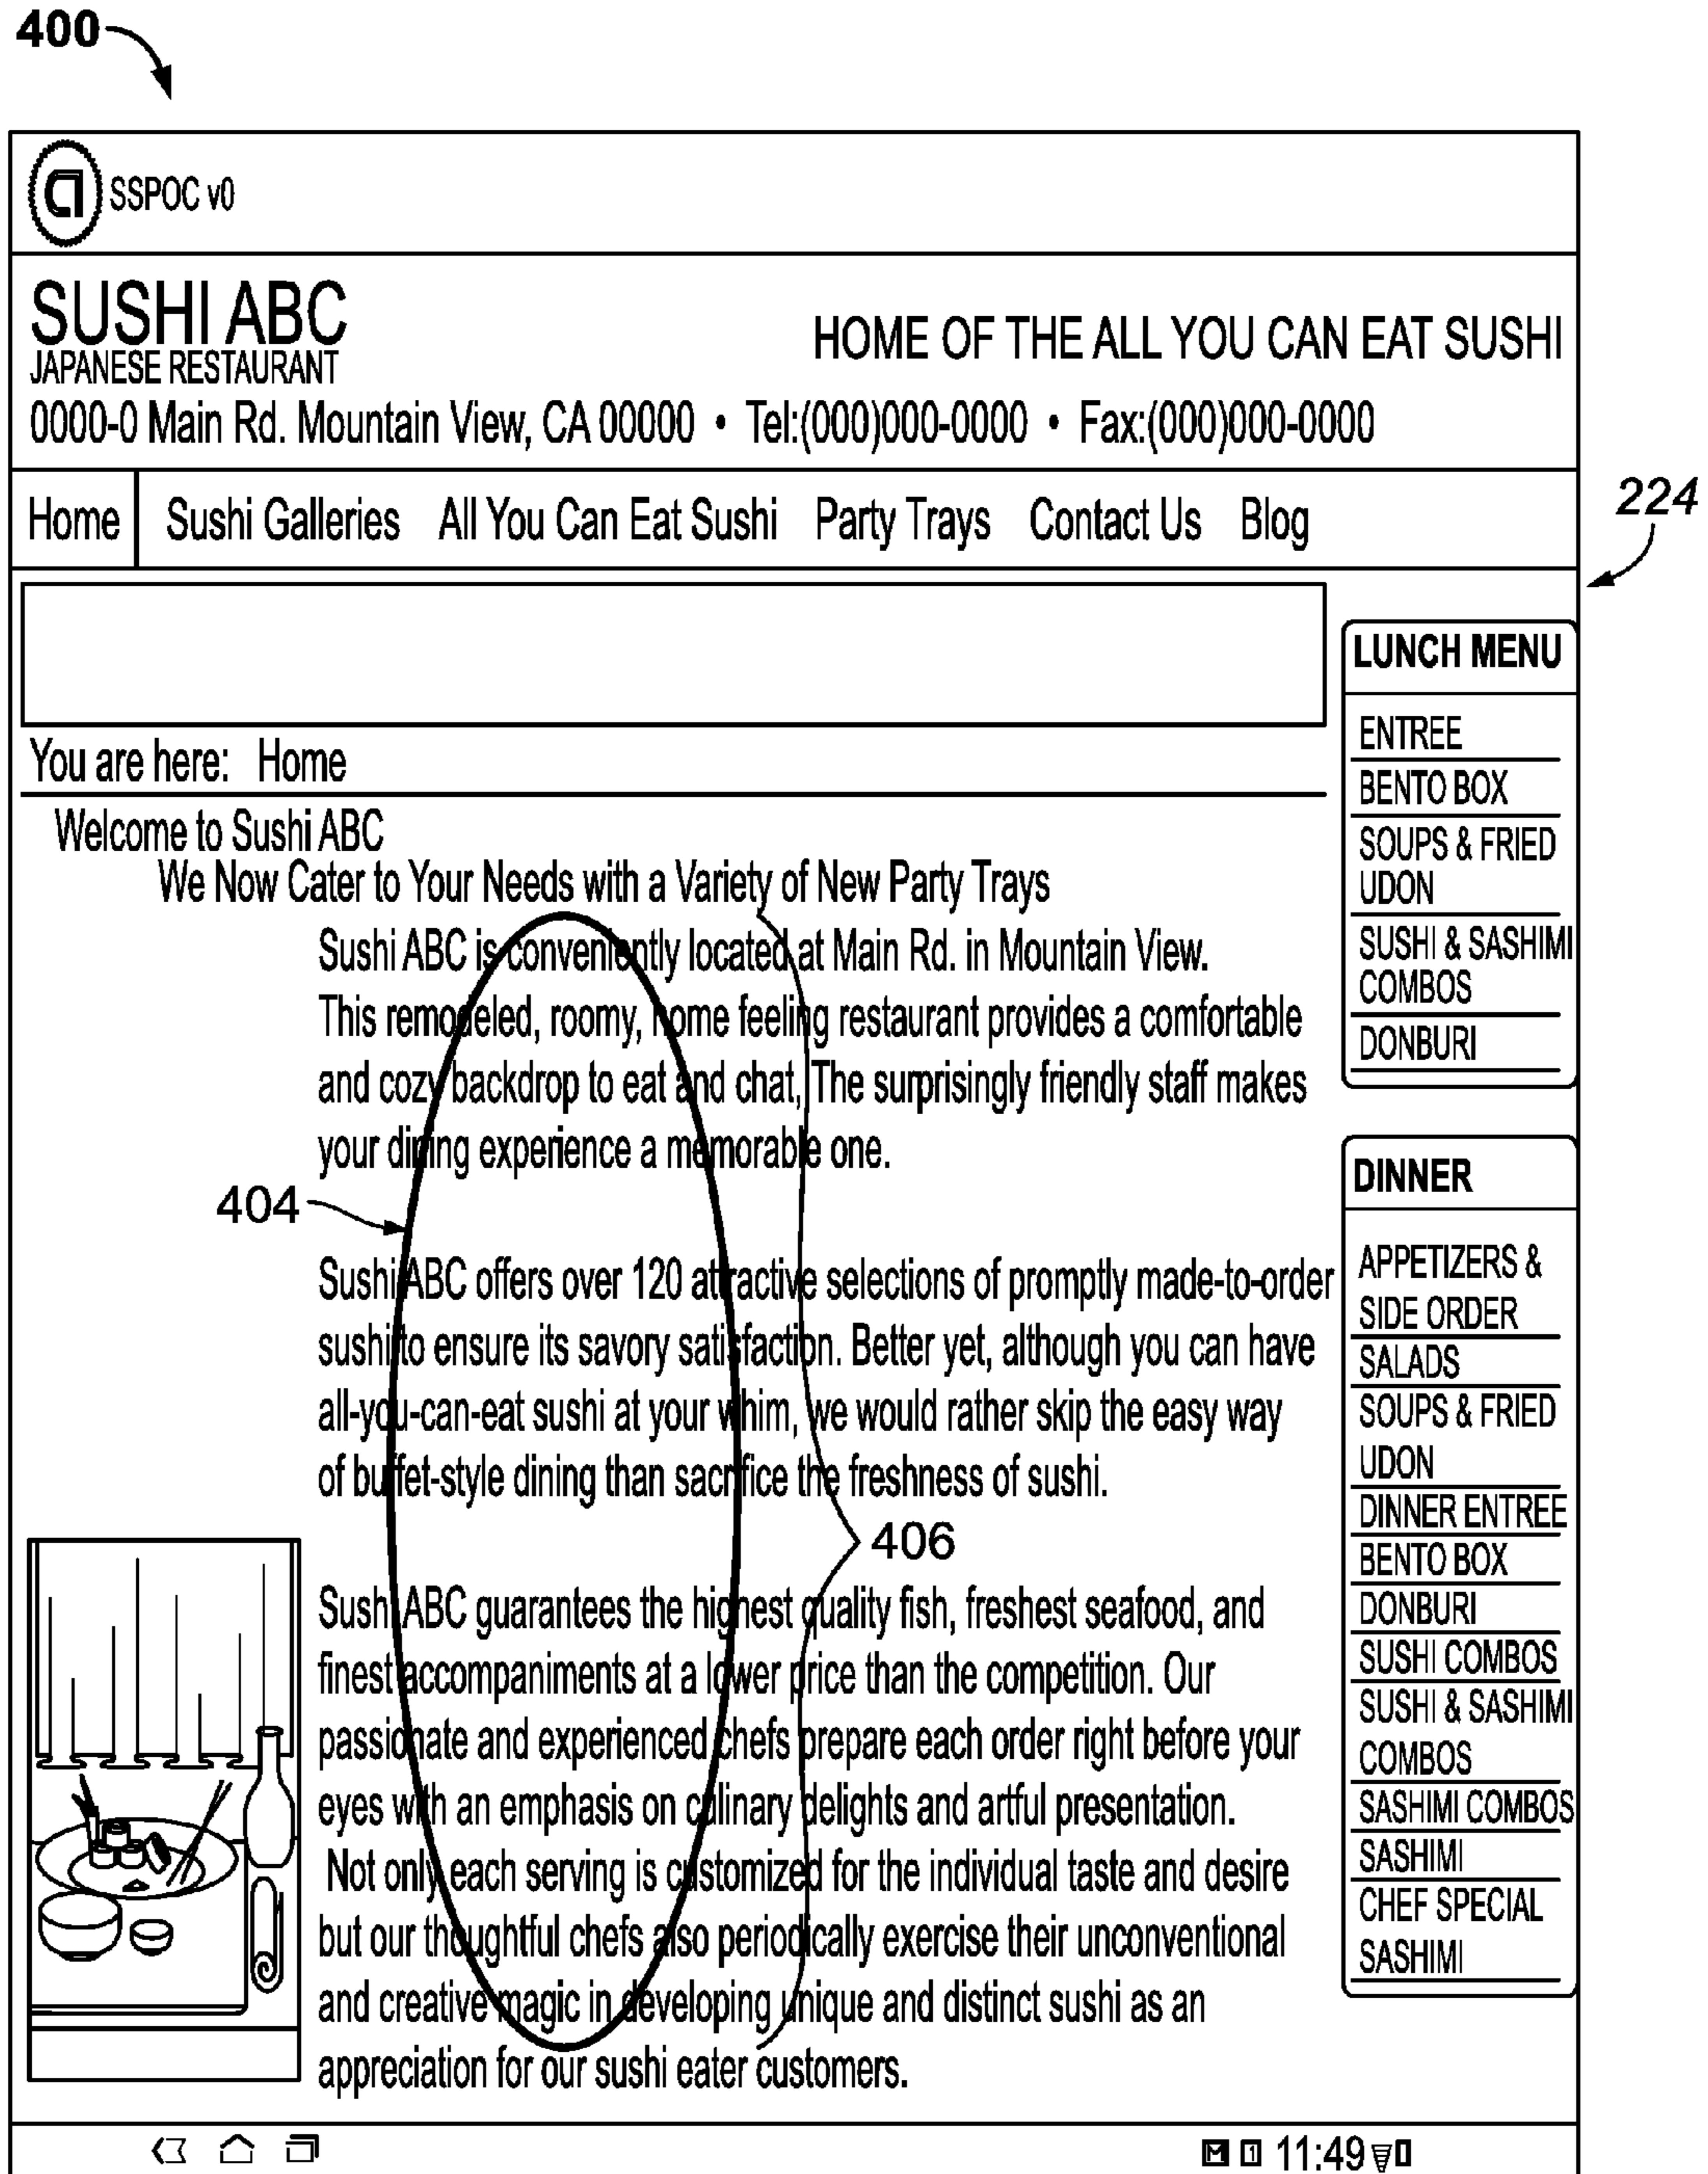 400
SSPOC v0
SUSHI ABC
JAPANESE RESTAURANT
HOME OF THE ALL YOU CAN EAT SUSHI
0000-0 Main Rd. Mountain View, CA 00000 • Tel:(000)000-0000 • Fax:(000)000-0000
Home Sushi Galleries All You Can Eat Sushi Party Trays Contact Us Blog
224
You are here: Home
Welcome to Sushi ABC
We Now Cater to Your Needs with a Variety of New Party Trays
Sushi ABC is conveniently located at Main Rd. in Mountain View.
This remodeled, roomy, home feeling restaurant provides a comfortable
and cozy backdrop to eat and chat, The surprisingly friendly staff makes
your dining experience a memorable one.
404
Sushi ABC offers over 120 attractive selections of promptly made-to-order
sushi to ensure its savory satisfaction. Better yet, although you can have
all-you-can-eat sushi at your whim, we would rather skip the easy way
of buffet-style dining than sacrifice the freshness of sushi.
406
Sushi ABC guarantees the highest quality fish, freshest seafood, and
finest accompaniments at a lower price than the competition. Our
passionate and experienced chefs prepare each order right before your
eyes with an emphasis on culinary delights and artful presentation.
Not only each serving is customized for the individual taste and desire
but our thoughtful chefs also periodically exercise their unconventional
and creative magic in developing unique and distinct sushi as an
appreciation for our sushi eater customers.
LUNCH MENU
ENTREE
BENTO BOX
SOUPS & FRIED
UDON
SUSHI & SASHIMI
COMBOS
DONBURI
DINNER
APPETIZERS &
SIDE ORDER
SALADS
SOUPS & FRIED
UDON
DINNER ENTREE
BENTO BOX
DONBURI
SUSHI COMBOS
SUSHI & SASHIMI
COMBOS
SASHIMI COMBOS
SASHIMI
CHEF SPECIAL
SASHIMI
M 1 11:49